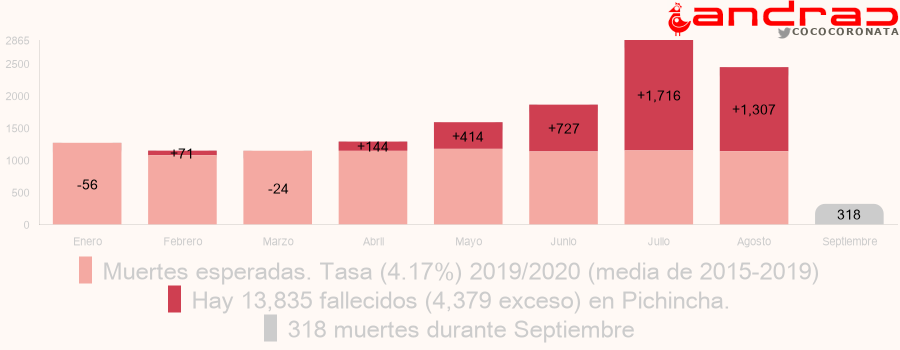 andrac
COCOCORONATA
2865
2500
2000
1500
1000
500
0
-56
+71
-24
+144
+414
+727
+1,716
+1,307
318
Enero Febrero Marzo Abril Mayo Junio Julio Agosto Septiembre
Muertes esperadas. Tasa (4.17%) 2019/2020 (media de 2015-2019)
Hay 13,835 fallecidos (4,379 exceso) en Pichincha.
318 muertes durante Septiembre